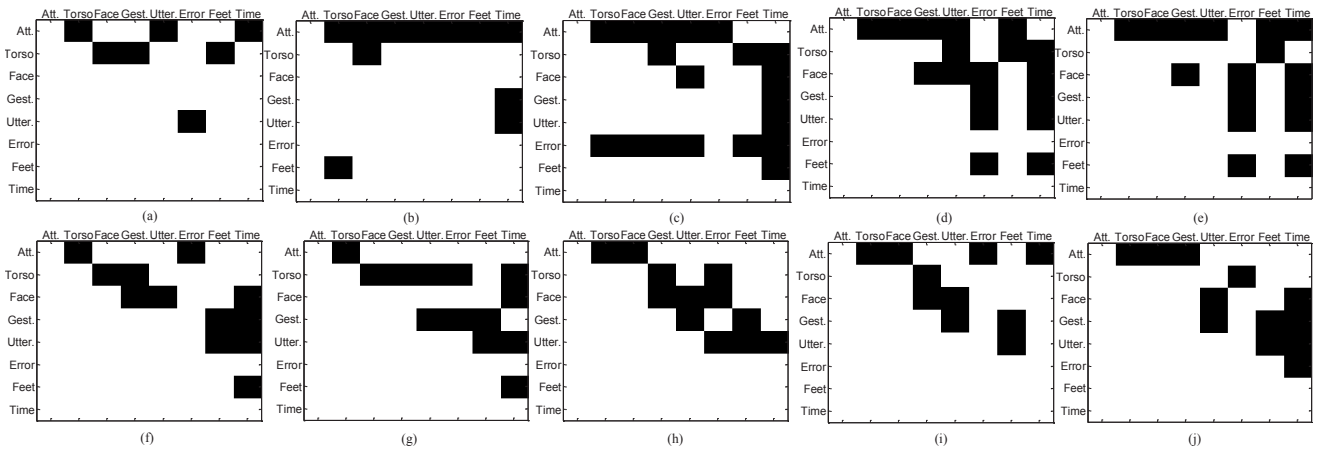 Att. Torso Face Gest. Utter. Error Feet Time
Att.
Torso
Face
Gest.
Utter.
Error
Feet
Time
(a)
Att. Torso Face Gest. Utter. Error Feet Time
Att.
Torso
Face
Gest.
Utter.
Error
Feet
Time
(b)
Att. Torso Face Gest. Utter. Error Feet Time
Att.
Torso
Face
Gest.
Utter.
Error
Feet
Time
(c)
Att. Torso Face Gest. Utter. Error Feet Time
Att.
Torso
Face
Gest.
Utter.
Error
Feet
Time
(d)
Att. Torso Face Gest. Utter. Error Feet Time
Att.
Torso
Face
Gest.
Utter.
Error
Feet
Time
(e)
Att. Torso Face Gest. Utter. Error Feet Time
Att.
Torso
Face
Gest.
Utter.
Error
Feet
Time
(f)
Att. Torso Face Gest. Utter. Error Feet Time
Att.
Torso
Face
Gest.
Utter.
Error
Feet
Time
(g)
Att. Torso Face Gest. Utter. Error Feet Time
Att.
Torso
Face
Gest.
Utter.
Error
Feet
Time
(h)
Att. Torso Face Gest. Utter. Error Feet Time
Att.
Torso
Face
Gest.
Utter.
Error
Feet
Time
(i)
Att. Torso Face Gest. Utter. Error Feet Time
Att.
Torso
Face
Gest.
Utter.
Error
Feet
Time
(j)